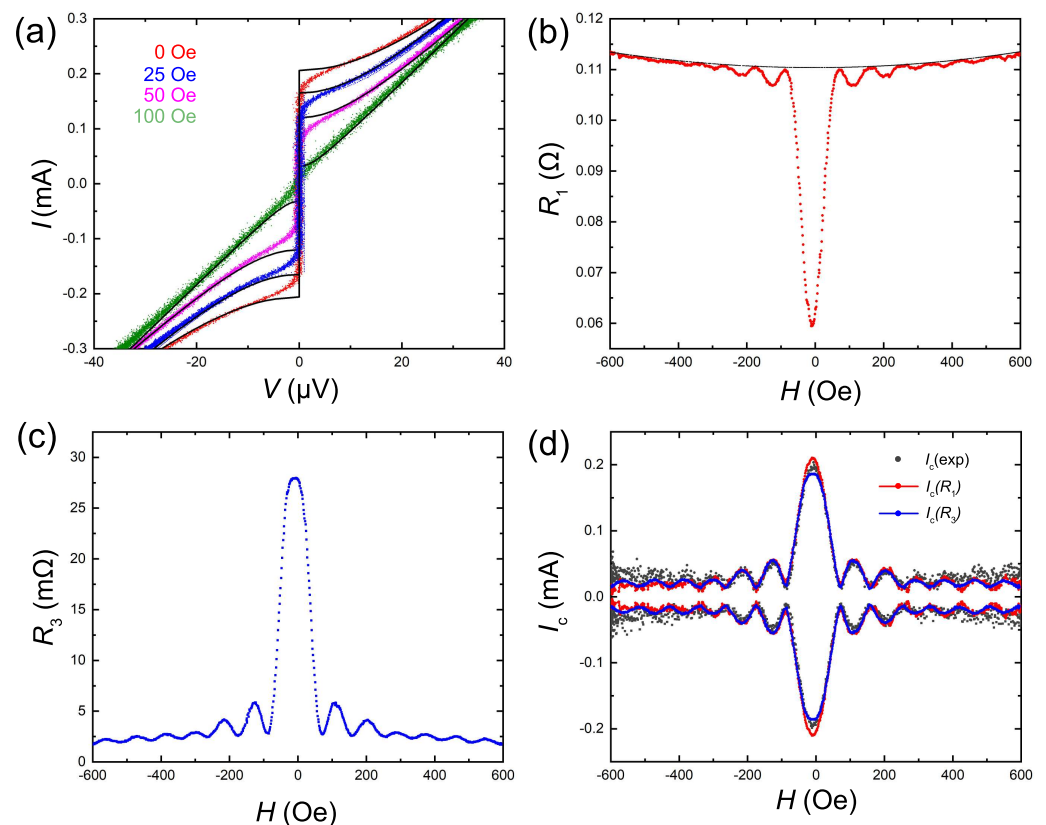 (a)
0 Oe
25 Oe
50 Oe
100 Oe
0.3
0.2
0.1
0.0
-0.1
-0.2
-0.3
I (mA)
-40 -20 0 20 40
V (µV)
(b)
0.12
0.11
0.10
0.09
0.08
0.07
0.06
R1 (Ω)
-600 -400 -200 0 200 400 600
H (Oe)
(c)
30
25
20
15
10
5
0
R3 (mΩ)
-600 -400 -200 0 200 400 600
H (Oe)
(d)
Ic(exp)
Ic(R1)
Ic(R3)
0.2
0.1
0.0
-0.1
-0.2
Ic (mA)
-600 -400 -200 0 200 400 600
H (Oe)